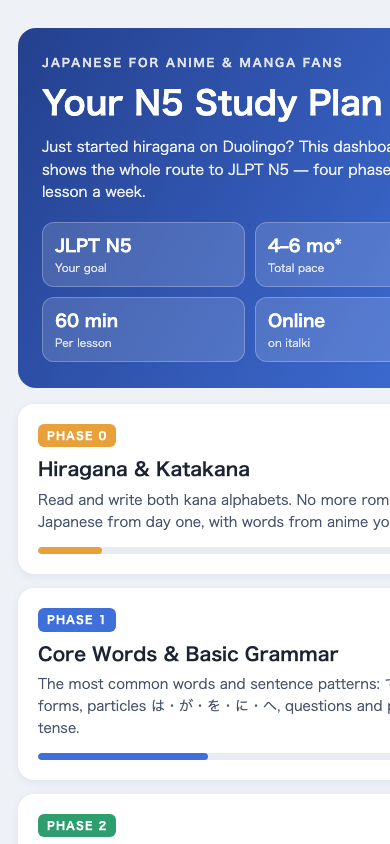 JAPANESE FOR ANIME & MANGA FANS
Your N5 Study Plan
Just started hiragana on Duolingo? This
shows the whole route to JLPT N5 — four
lesson a week.
JLPT N5
Your goal
4–6 mo*
Total pace
60 min
Per lesson
Online
on italki
PHASE 0
Hiragana & Katakana
Read and write both kana alphabets. No more
Japanese from day one, with words from anime
PHASE 1
Core Words & Basic Grammar
The most common words and sentence patterns:
forms, particles は・が・を・に・へ, questions and
tense.
PHASE 2